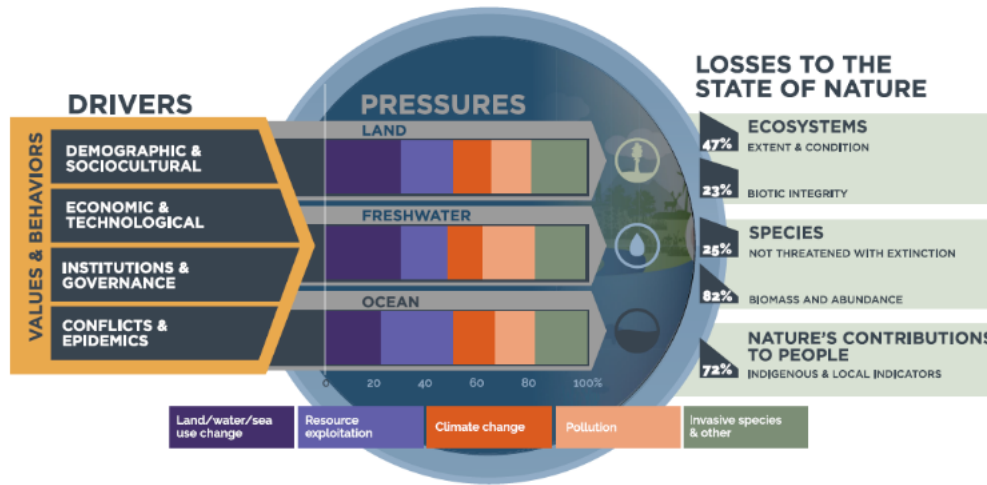 LOSSES TO THE
STATE OF NATURE
DRIVERS
PRESSURES
VALUES & BEHAVIORS
DEMOGRAPHIC &
SOCIOCULTURAL
ECONOMIC &
TECHNOLOGICAL
INSTITUTIONS &
GOVERNANCE
CONFLICTS &
EPIDEMICS
LAND
FRESHWATER
OCEAN
0 20 40 60 80 100%
47%
ECOSYSTEMS
EXTENT & CONDITION
23%
BIOTIC INTEGRITY
25%
SPECIES
NOT THREATENED WITH EXTINCTION
82%
BIOMASS AND ABUNDANCE
72%
NATURE'S CONTRIBUTIONS
TO PEOPLE
INDIGENOUS & LOCAL INDICATORS
Land/water/sea
use change
Resource
exploitation
Climate change
Pollution
Invasive species
& other